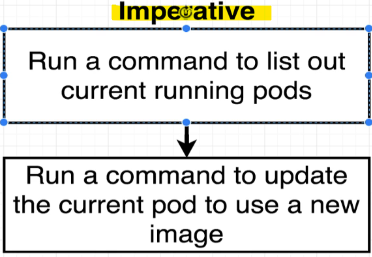 Imperative
Run a command to list out
current running pods
Run a command to update
the current pod to use a new
image